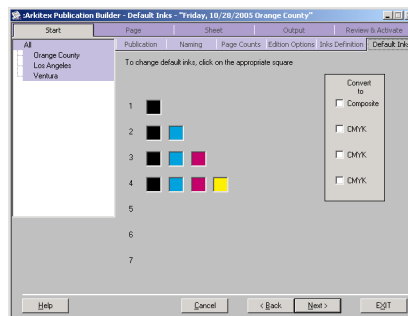 :Arkitex Publication Builder - Default Inks - "Friday, 10/28/2005 Orange County"
Start Page Sheet Output Review & Activate
Publication Naming Page Counts Edition Options Inks Definition Default Inks
All
Orange County
Los Angeles
Ventura
To change default inks, click on the appropriate square
Convert
to
1 Composite
2 CMYK
3 CMYK
4 CMYK
5
6
7
Help Cancel < Back Next > EXIT